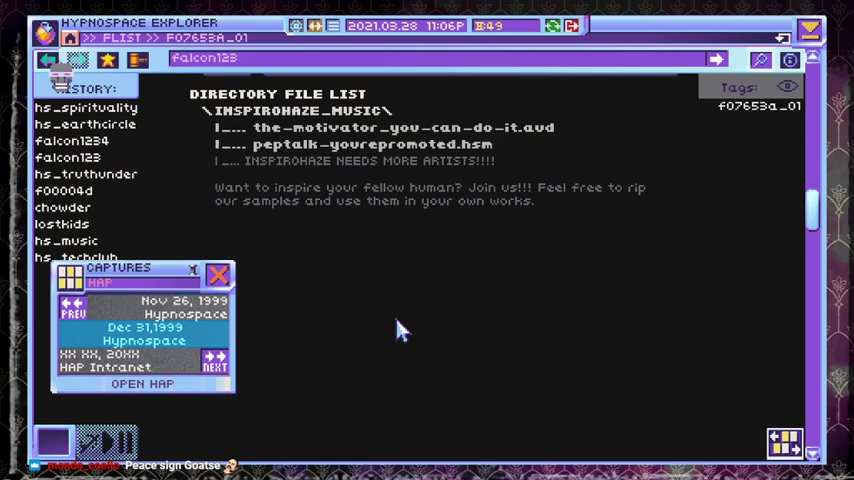 HYPNOSPACE EXPLORER
2021.03.28 11:06P
49
>> FLIST >> F07653A_01
falcon123
HISTORY:
hs_spirituality
hs_earthcircle
falcon1234
falcon123
hs_truthunder
f00004d
chowder
lostkids
hs_music
hs_techclub
DIRECTORY FILE LIST
\INSPIROHAZE_MUSIC\
I_... the-motivator_you-can-do-it.avd
I_... peptalk-yourepromoted.hsm
I_... INSPIROHAZE NEEDS MORE ARTISTS!!!!
Want to inspire your fellow human? Join us!!! Feel free to rip
our samples and use them in your own works.
Tags:
f07653a_01
CAPTURES
HAP
PREV
Nov 26, 1999
Hypnospace
Dec 31,1999
Hypnospace
XX XX, 20XX
HAP Intranet
NEXT
OPEN HAP
Peace sign Goatse